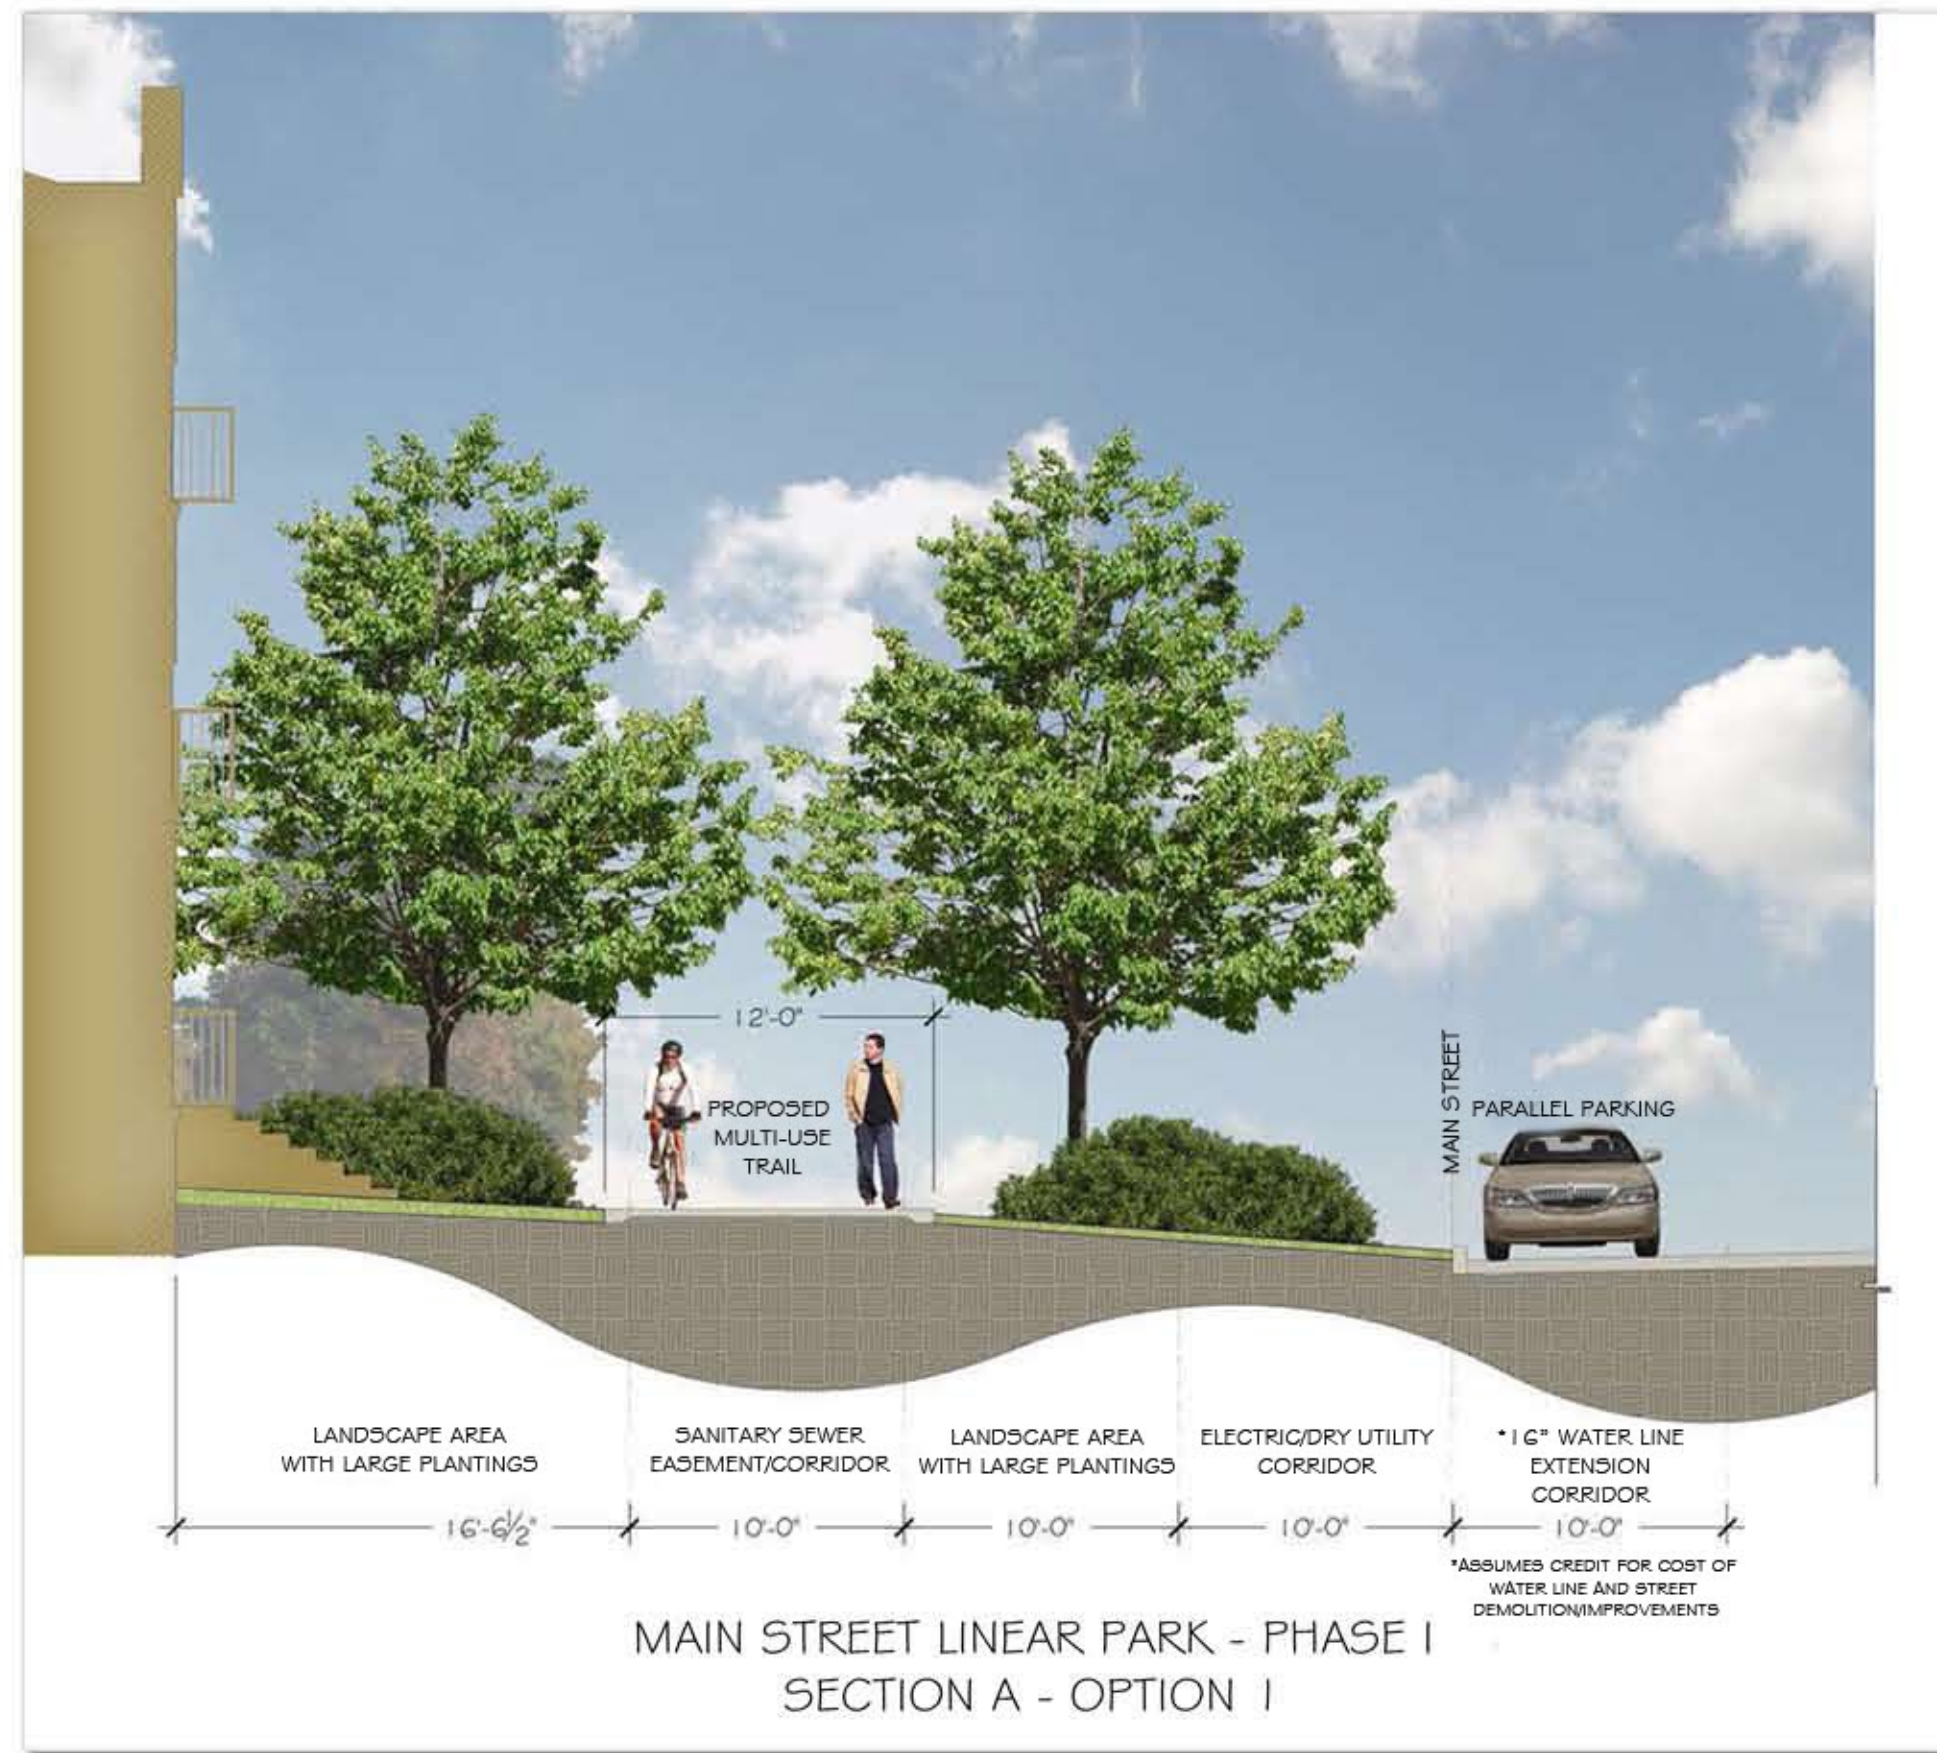 12'-0"
PROPOSED
MULTI-USE
TRAIL
MAIN STREET
PARALLEL PARKING
LANDSCAPE AREA
WITH LARGE PLANTINGS
SANITARY SEWER
EASEMENT/CORRIDOR
LANDSCAPE AREA
WITH LARGE PLANTINGS
ELECTRIC/DRY UTILITY
CORRIDOR
*16" WATER LINE
EXTENSION
CORRIDOR
16'-6½"
10'-0"
10'-0"
10'-0"
10'-0"
*ASSUMES CREDIT FOR COST OF
WATER LINE AND STREET
DEMOLITION/IMPROVEMENTS
MAIN STREET LINEAR PARK - PHASE I
SECTION A - OPTION 1